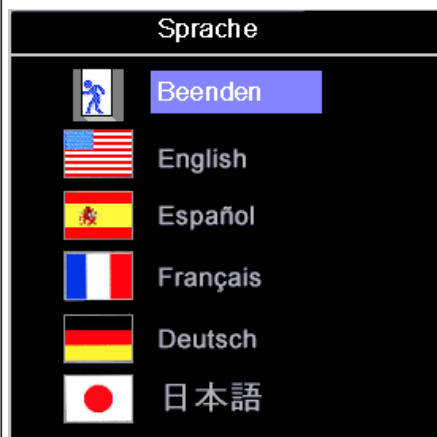 Sprache
Beenden
English
Español
Français
Deutsch
日本語